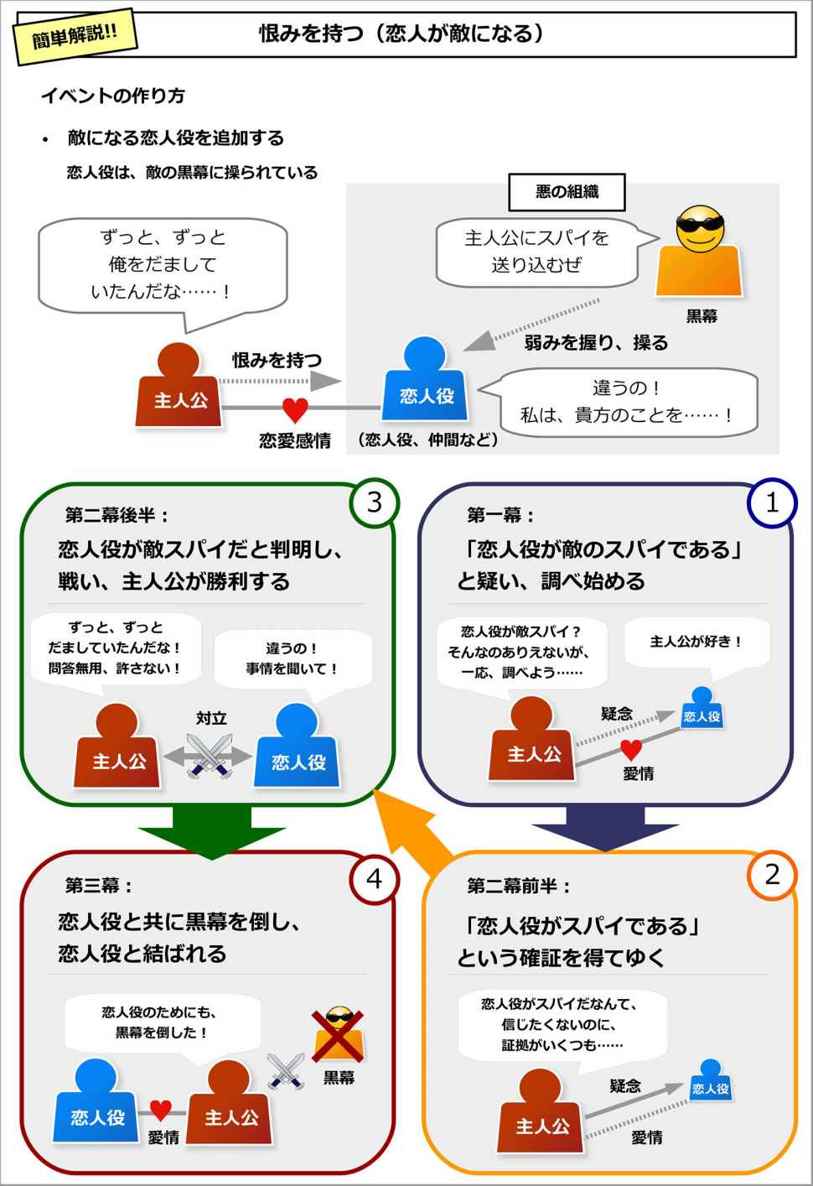 簡単解説!!
恨みを持つ（恋人が敵になる）
イベントの作り方
・ 敵になる恋人役を追加する
恋人役は、敵の黒幕に操られている
悪の組織
ずっと、ずっと
俺をだまして
いたんだな……！
主人公にスパイを
送り込むぜ
黒幕
弱みを握り、操る
恨みを持つ
主人公
恋人役
違うの！
私は、貴方のことを……！
恋愛感情
（恋人役、仲間など）
1
第一幕：
「恋人役が敵のスパイである」
と疑い、調べ始める
恋人役が敵スパイ？
そんなのありえないが、
一応、調べよう……
主人公が好き！
疑念
恋人役
主人公
愛情
2
第二幕前半：
「恋人役がスパイである」
という確証を得てゆく
恋人役がスパイだなんて、
信じたくないのに、
証拠がいくつも……
疑念
恋人役
主人公
愛情
3
第二幕後半：
恋人役が敵スパイだと判明し、
戦い、主人公が勝利する
ずっと、ずっと
だましていたんだな！
問答無用、許さない！
違うの！
事情を聞いて！
対立
主人公
恋人役
4
第三幕：
恋人役と共に黒幕を倒し、
恋人役と結ばれる
恋人役のためにも、
黒幕を倒した！
黒幕
恋人役
主人公
愛情